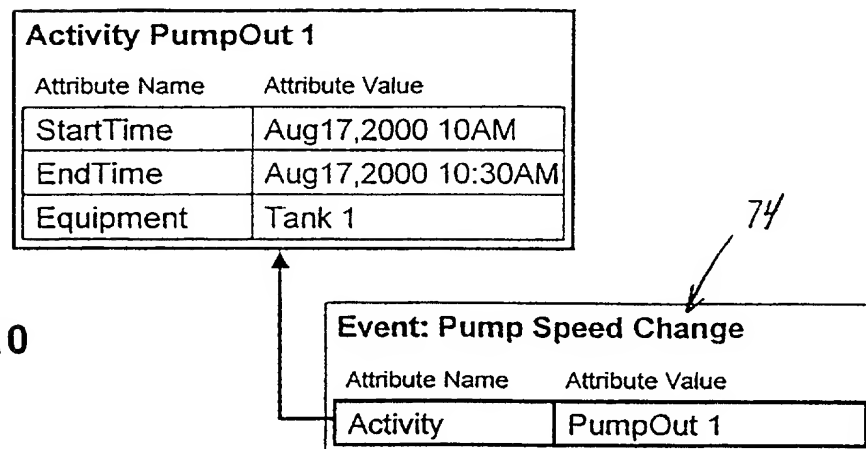 Activity PumpOut 1
Attribute Name Attribute Value
StartTime Aug17,2000 10AM
EndTime Aug17,2000 10:30AM
Equipment Tank 1
74
0
Event: Pump Speed Change
Attribute Name Attribute Value
Activity PumpOut 1